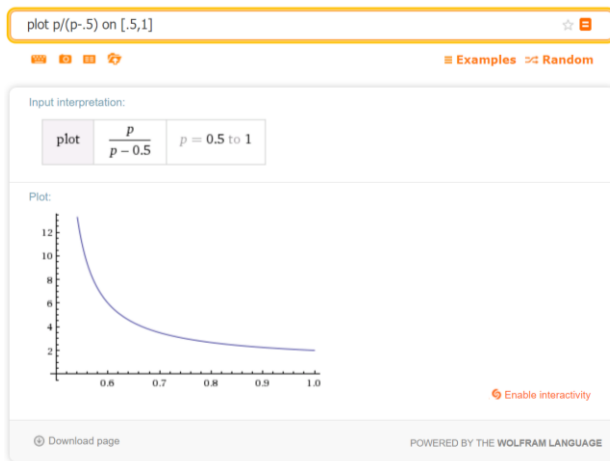 plot p/(p-.5) on [.5,1]
Examples Random
Input interpretation:
plot p / p − 0.5 p = 0.5 to 1
Plot:
12
10
8
6
4
2
0.6 0.7 0.8 0.9 1.0
Enable interactivity
Download page POWERED BY THE WOLFRAM LANGUAGE